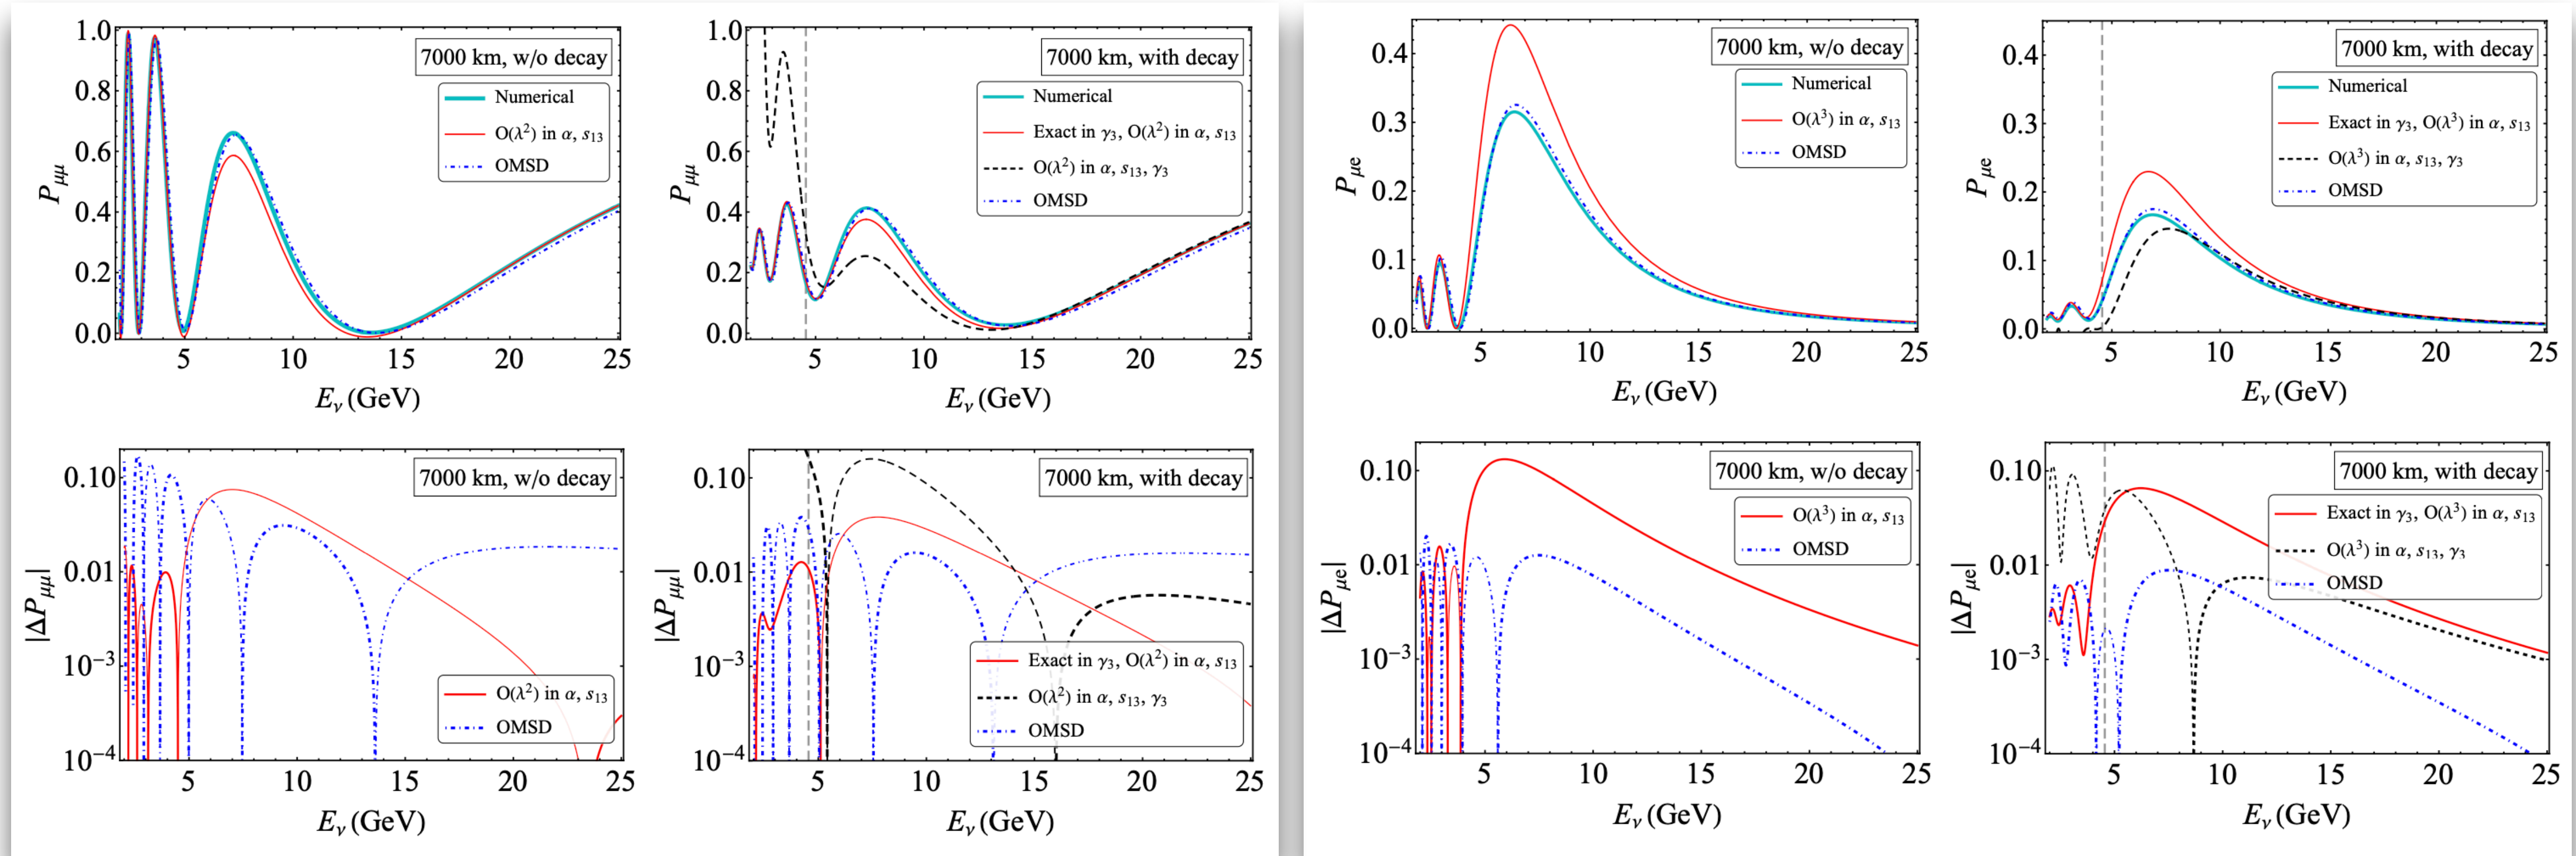 1.0
0.8
0.6
0.4
0.2
0.0
P_μμ
7000 km, w/o decay
Numerical
O(λ²) in α, s₁₃
OMSD
5 10 15 20 25
E_ν (GeV)
1.0
0.8
0.6
0.4
0.2
0.0
P_μμ
7000 km, with decay
Numerical
Exact in γ₃, O(λ²) in α, s₁₃
O(λ²) in α, s₁₃, γ₃
OMSD
5 10 15 20 25
E_ν (GeV)
0.4
0.3
0.2
0.1
0.0
P_μe
7000 km, w/o decay
Numerical
O(λ³) in α, s₁₃
OMSD
5 10 15 20 25
E_ν (GeV)
0.4
0.3
0.2
0.1
0.0
P_μe
7000 km, with decay
Numerical
Exact in γ₃, O(λ³) in α, s₁₃
O(λ³) in α, s₁₃, γ₃
OMSD
5 10 15 20 25
E_ν (GeV)
0.10
0.01
10⁻³
10⁻⁴
|ΔP_μμ|
7000 km, w/o decay
O(λ²) in α, s₁₃
OMSD
5 10 15 20 25
E_ν (GeV)
0.10
0.01
10⁻³
10⁻⁴
|ΔP_μμ|
7000 km, with decay
Exact in γ₃, O(λ²) in α, s₁₃
O(λ²) in α, s₁₃, γ₃
OMSD
5 10 15 20 25
E_ν (GeV)
0.10
0.01
10⁻³
10⁻⁴
|ΔP_μe|
7000 km, w/o decay
O(λ³) in α, s₁₃
OMSD
5 10 15 20 25
E_ν (GeV)
0.10
0.01
10⁻³
10⁻⁴
|ΔP_μe|
7000 km, with decay
Exact in γ₃, O(λ³) in α, s₁₃
O(λ³) in α, s₁₃, γ₃
OMSD
5 10 15 20 25
E_ν (GeV)